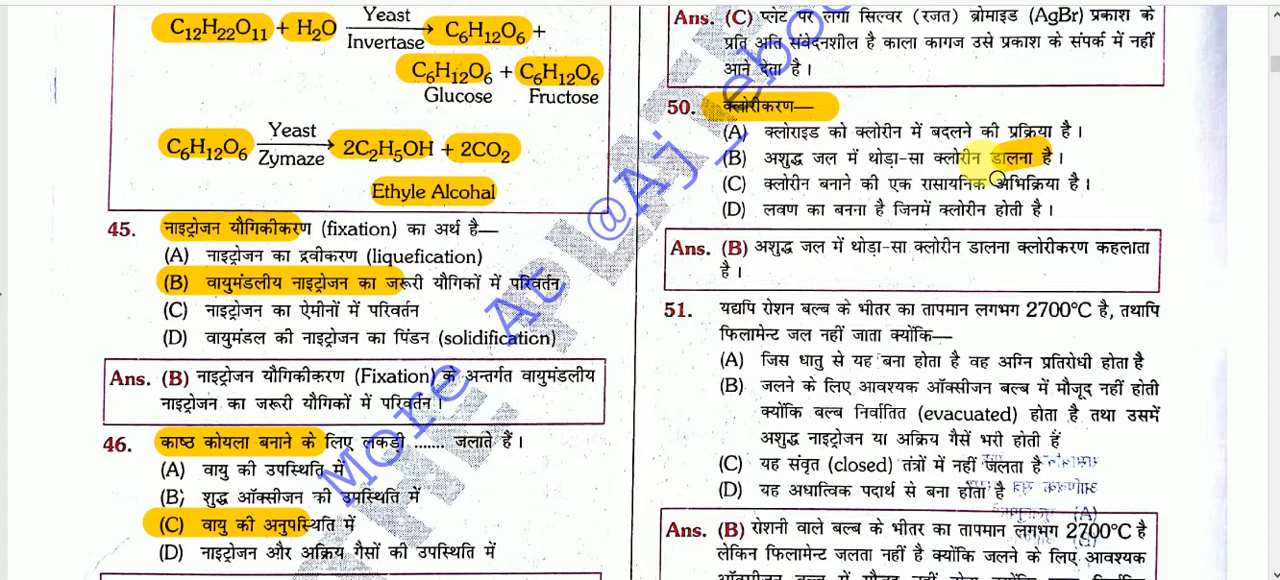 C12H22O11 + H2O Yeast Invertase C6H12O6 +
C6H12O6 + C6H12O6
Glucose Fructose
C6H12O6 Yeast Zymaze 2C2H5OH + 2CO2
Ethyle Alcohal
45. नाइट्रोजन यौगिकीकरण (fixation) का अर्थ है—
(A) नाइट्रोजन का द्रवीकरण (liquefication)
(B) वायुमंडलीय नाइट्रोजन का जरूरी यौगिकों में परिवर्तन
(C) नाइट्रोजन का ऐमीनों में परिवर्तन
(D) वायुमंडल की नाइट्रोजन का पिंडन (solidification)
Ans. (B) नाइट्रोजन यौगिकीकरण (Fixation) के अन्तर्गत वायुमंडलीय
नाइट्रोजन का जरूरी यौगिकों में परिवर्तन।
46. काष्ठ कोयला बनाने के लिए लकड़ी ....... जलाते हैं।
(A) वायु की उपस्थिति में
(B) शुद्ध ऑक्सीजन की उपस्थिति में
(C) वायु की अनुपस्थिति में
(D) नाइट्रोजन और अक्रिय गैसों की उपस्थिति में
Ans. (C) प्लेट पर लगा सिल्वर (रजत) ब्रोमाइड (AgBr) प्रकाश के
प्रति अति संवेदनशील है काला कागज उसे प्रकाश के संपर्क में नहीं
आने देता है।
50. क्लोरीकरण—
(A) क्लोराइड को क्लोरीन में बदलने की प्रक्रिया है।
(B) अशुद्ध जल में थोड़ा-सा क्लोरीन डालना है।
(C) क्लोरीन बनाने की एक रासायनिक अभिक्रिया है।
(D) लवण का बनना है जिनमें क्लोरीन होती है।
Ans. (B) अशुद्ध जल में थोड़ा-सा क्लोरीन डालना क्लोरीकरण कहलाता
है।
51. यद्यपि रोशन बल्ब के भीतर का तापमान लगभग 2700°C है, तथापि
फिलामेन्ट जल नहीं जाता क्योंकि—
(A) जिस धातु से यह बना होता है वह अग्नि प्रतिरोधी होता है
(B) जलने के लिए आवश्यक ऑक्सीजन बल्ब में मौजूद नहीं होती
क्योंकि बल्ब निर्वातित (evacuated) होता है तथा उसमें
अशुद्ध नाइट्रोजन या अक्रिय गैसें भरी होती हैं
(C) यह संवृत (closed) तंत्रों में नहीं जलता है
(D) यह अधात्विक पदार्थ से बना होता है
Ans. (B) रोशनी वाले बल्ब के भीतर का तापमान लगभग 2700°C है
लेकिन फिलामेन्ट जलता नहीं है क्योंकि जलने के लिए आवश्यक
More At @Aj_eboo